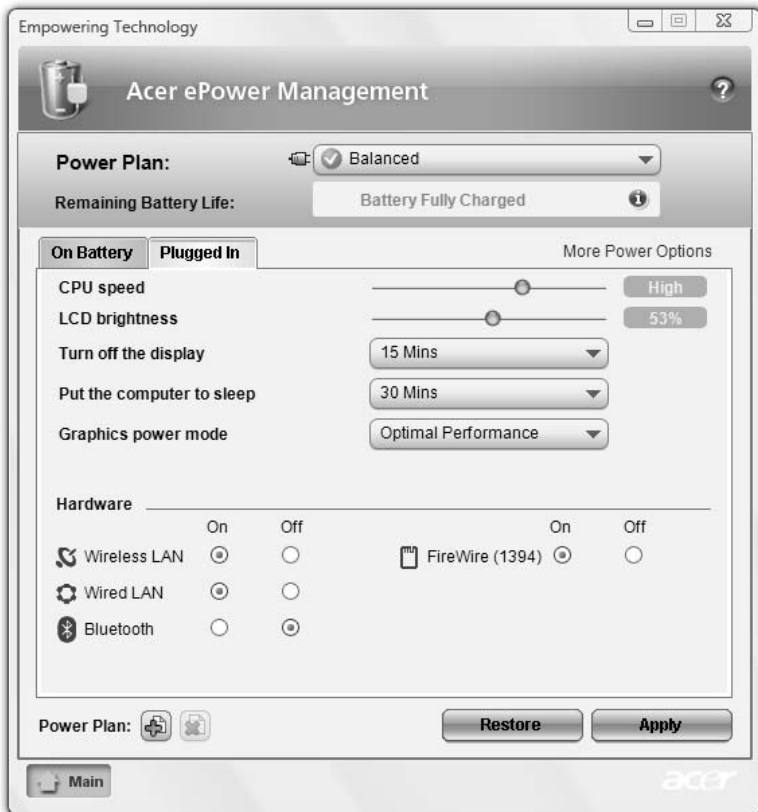 Empowering Technology
Acer ePower Management
?
Power Plan: Balanced
Remaining Battery Life: Battery Fully Charged
On Battery Plugged In More Power Options
CPU speed High
LCD brightness 53%
Turn off the display 15 Mins
Put the computer to sleep 30 Mins
Graphics power mode Optimal Performance
Hardware
On Off On Off
Wireless LAN FireWire (1394)
Wired LAN
Bluetooth
Power Plan: Restore Apply
Main acer